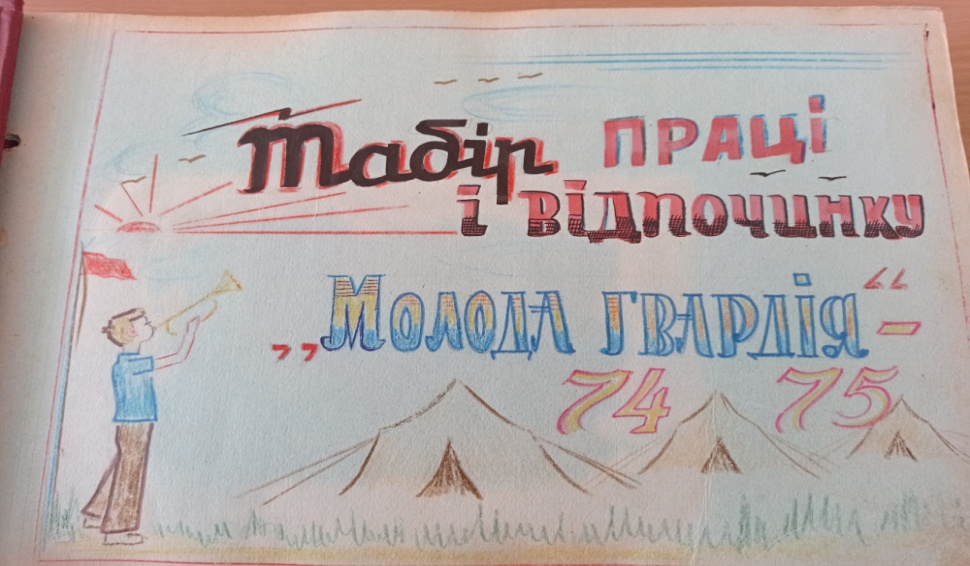 Табір праці
і відпочинку
„Молода гвардія“ –
74 75